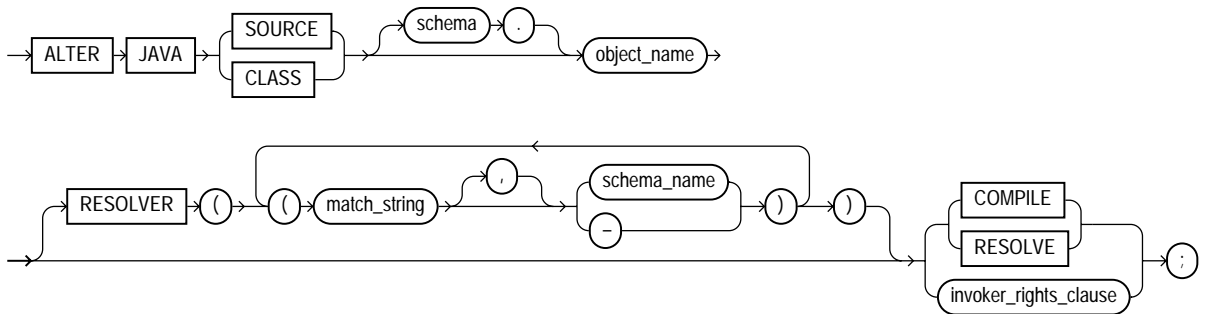 ALTER JAVA SOURCE schema . object_name
CLASS
RESOLVER ( ( match_string , schema_name ) ) COMPILE
– RESOLVE ;
invoker_rights_clause